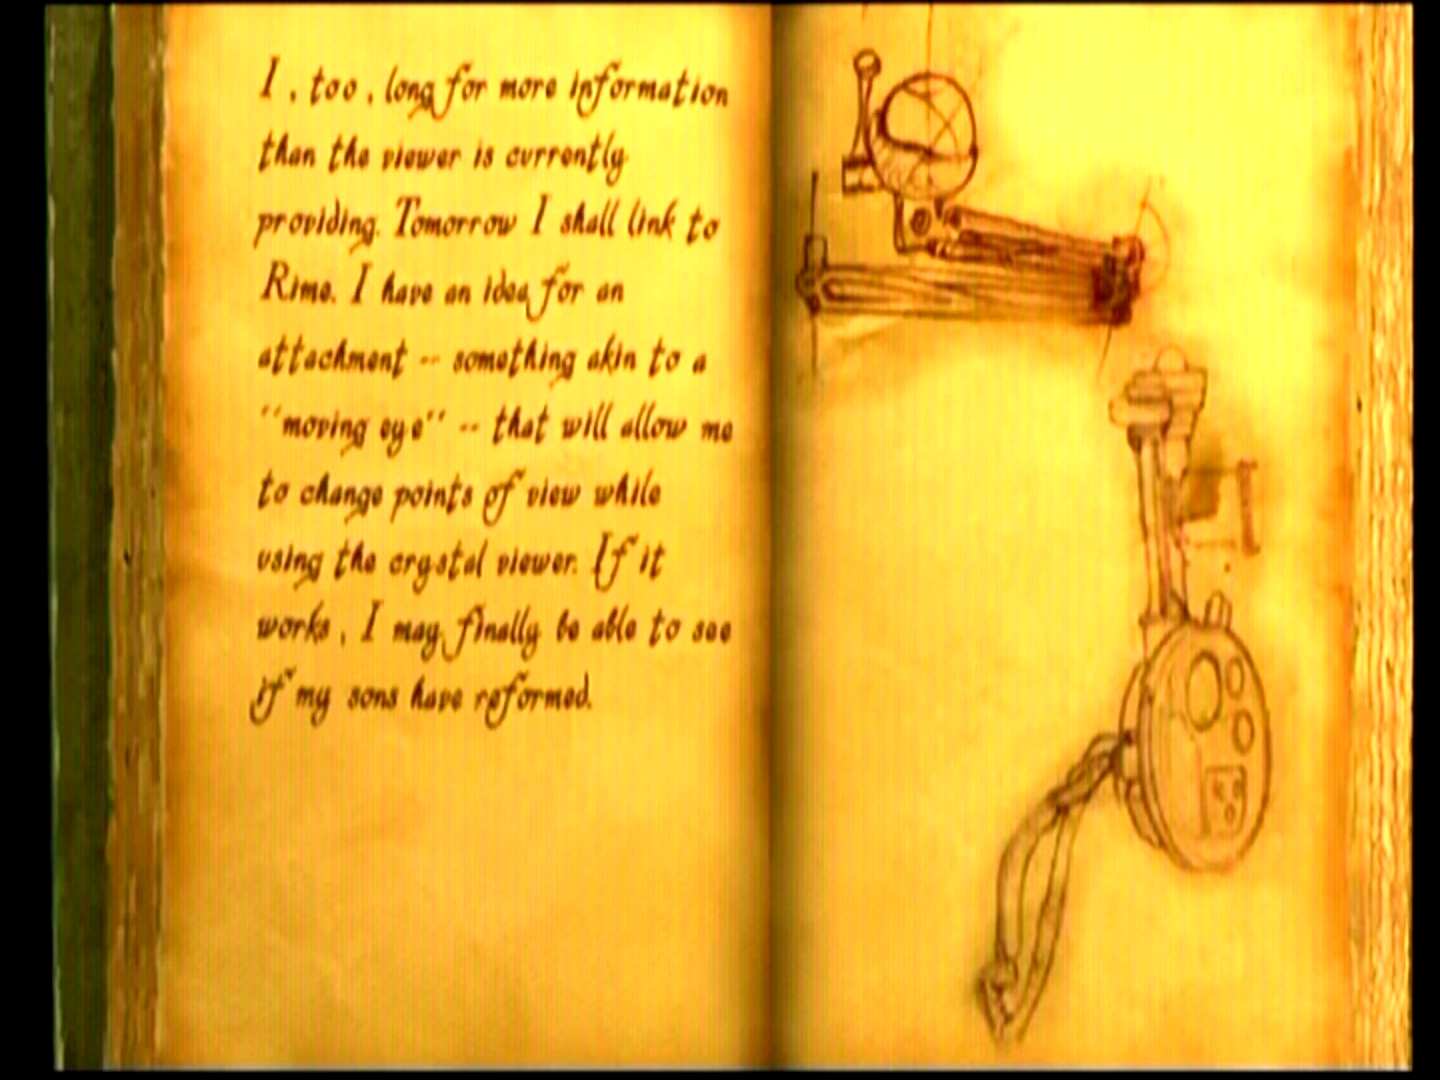 I, too, long for more information
than the viewer is currently
providing. Tomorrow I shall link to
Rime. I have an idea for an
attachment -- something akin to a
"moving eye" -- that will allow me
to change points of view while
using the crystal viewer. If it
works, I may finally be able to see
if my sons have reformed.